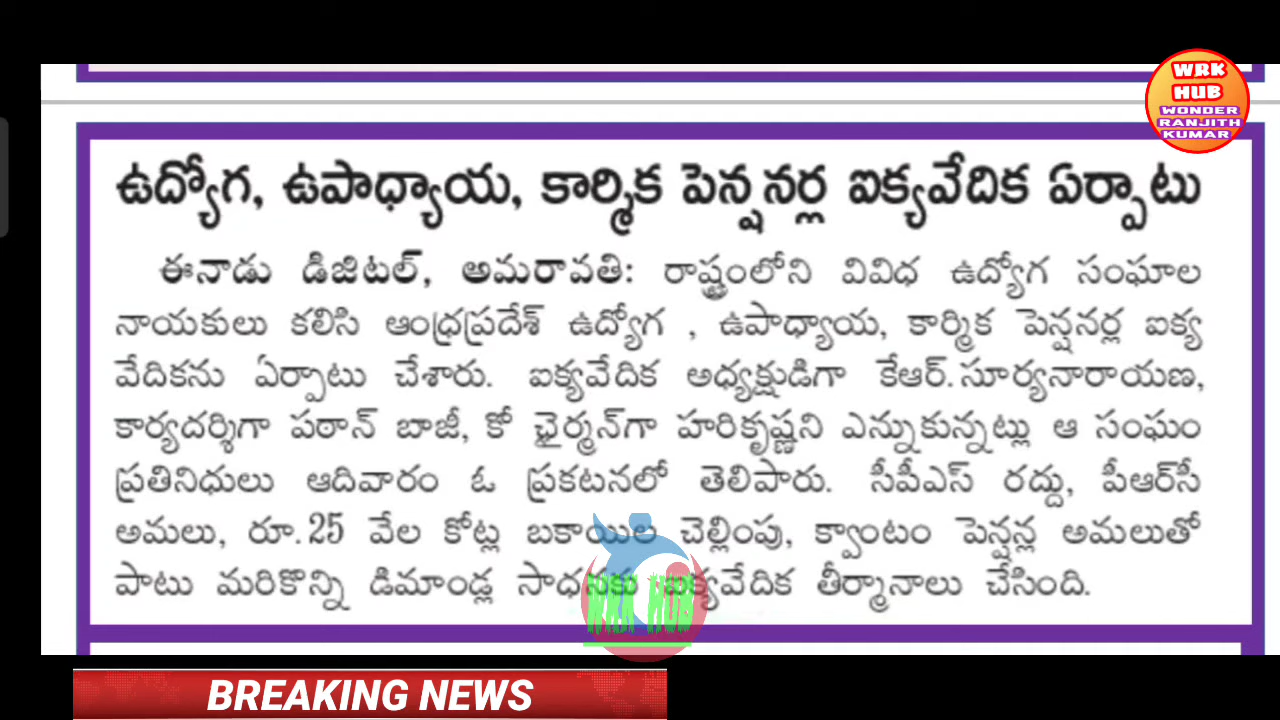 WRK
HUB
WONDER
RANJITH
KUMAR
ఉద్యోగ, ఉపాధ్యాయ, కార్మిక పెన్షనర్ల ఐక్యవేదిక ఏర్పాటు
ఈనాడు డిజిటల్, అమరావతి: రాష్ట్రంలోని వివిధ ఉద్యోగ సంఘాల
నాయకులు కలిసి ఆంధ్రప్రదేశ్ ఉద్యోగ , ఉపాధ్యాయ, కార్మిక పెన్షనర్ల ఐక్య
వేదికను ఏర్పాటు చేశారు. ఐక్యవేదిక అధ్యక్షుడిగా కేఆర్.సూర్యనారాయణ,
కార్యదర్శిగా పఠాన్ బాజీ, కో ఛైర్మన్‌గా హరికృష్ణని ఎన్నుకున్నట్లు ఆ సంఘం
ప్రతినిధులు ఆదివారం ఓ ప్రకటనలో తెలిపారు. సీపీఎస్ రద్దు, పీఆర్‌సీ
అమలు, రూ.25 వేల కోట్ల బకాయిల చెల్లింపు, క్వాంటం పెన్షన్ల అమలుతో
పాటు మరికొన్ని డిమాండ్ల సాధనకు ఐక్యవేదిక తీర్మానాలు చేసింది.
WRK HUB
BREAKING NEWS